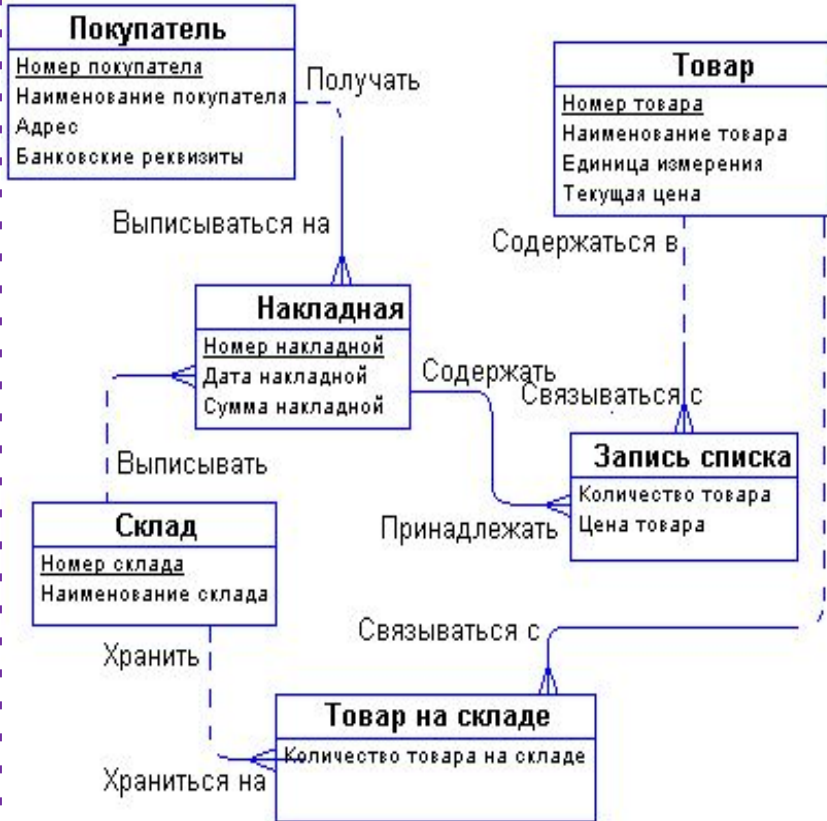 Покупатель
Номер покупателя
Наименование покупателя
Адрес
Банковские реквизиты
Получать
Товар
Номер товара
Наименование товара
Единица измерения
Текущая цена
Выписываться на
Содержаться в
Накладная
Номер накладной
Дата накладной
Сумма накладной
Содержать
Связываться с
Выписывать
Запись списка
Количество товара
Цена товара
Принадлежать
Склад
Номер склада
Наименование склада
Связываться с
Хранить
Товар на складе
Количество товара на складе
Храниться на